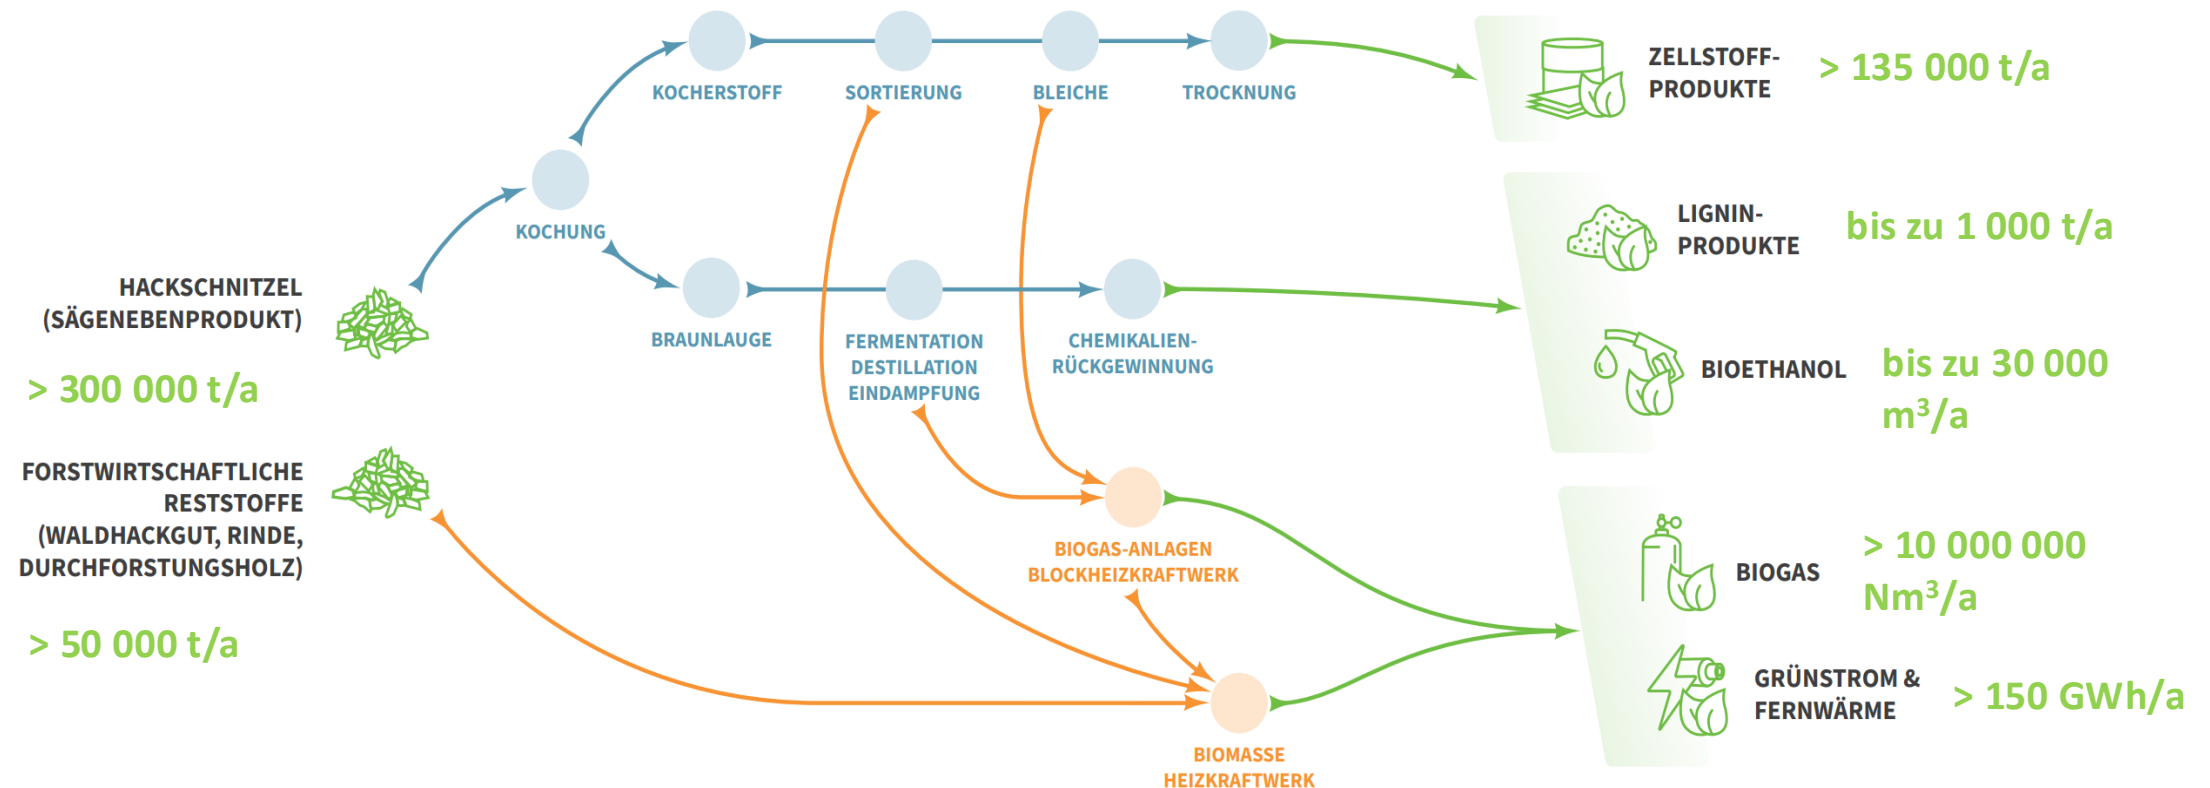 KOCHERSTOFF
SORTIERUNG
BLEICHE
TROCKNUNG
ZELLSTOFF-
PRODUKTE
> 135 000 t/a
KOCHUNG
LIGNIN-
PRODUKTE
bis zu 1 000 t/a
HACKSCHNITZEL
(SÄGENEBENPRODUKT)
> 300 000 t/a
BRAUNLAUGE
FERMENTATION
DESTILLATION
EINDAMPFUNG
CHEMIKALIEN-
RÜCKGEWINNUNG
BIOETHANOL
bis zu 30 000
m³/a
FORSTWIRTSCHAFTLICHE
RESTSTOFFE
(WALDHACKGUT, RINDE,
DURCHFORSTUNGSHOLZ)
> 50 000 t/a
BIOGAS-ANLAGEN
BLOCKHEIZKRAFTWERK
BIOGAS
> 10 000 000
Nm³/a
BIOMASSE
HEIZKRAFTWERK
GRÜNSTROM &
FERNWÄRME
> 150 GWh/a